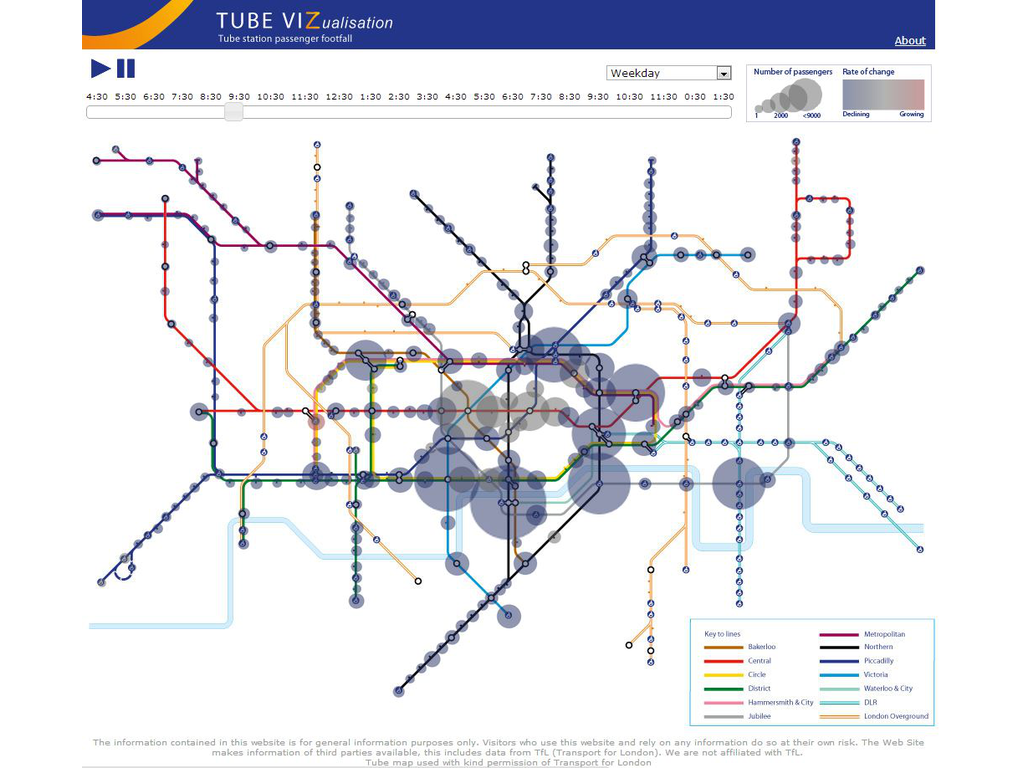 TUBE VIZualisation
Tube station passenger footfall
About
Weekday
4:30 5:30 6:30 7:30 8:30 9:30 10:30 11:30 12:30 1:30 2:30 3:30 4:30 5:30 6:30 7:30 8:30 9:30 10:30 11:30 0:30 1:30
Number of passengers Rate of change
1 2000 <9000 Declining Growing
Key to lines
Bakerloo
Central
Circle
District
Hammersmith & City
Jubilee
Metropolitan
Northern
Piccadilly
Victoria
Waterloo & City
DLR
London Overground
The information contained in this website is for general information purposes only. Visitors who use this website and rely on any information do so at their own risk. The Web Site
makes information of third parties available, this includes data from TfL (Transport for London). We are not affiliated with TfL.
Tube map used with kind permission of Transport for London